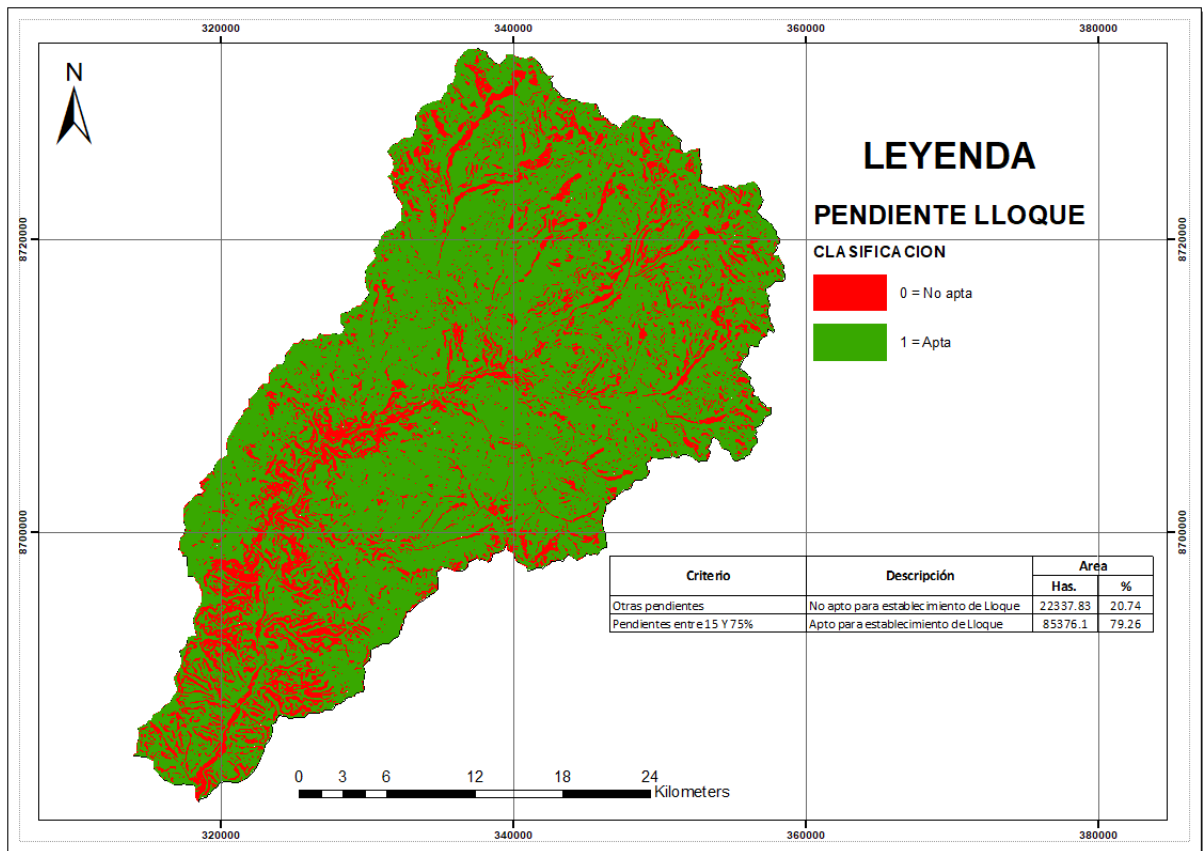 320000 340000 360000 380000
N
LEYENDA
PENDIENTE LLOQUE
CLASIFICACION
0 = No apta
1 = Apta
8720000 8720000
8700000 8700000
Criterio Descripción Area
Has. %
Otras pendientes No apto para establecimiento de Lloque 22337.83 20.74
Pendientes entre 15 Y 75% Apto para establecimiento de Lloque 85376.1 79.26
0 3 6 12 18 24
Kilometers
320000 340000 360000 380000